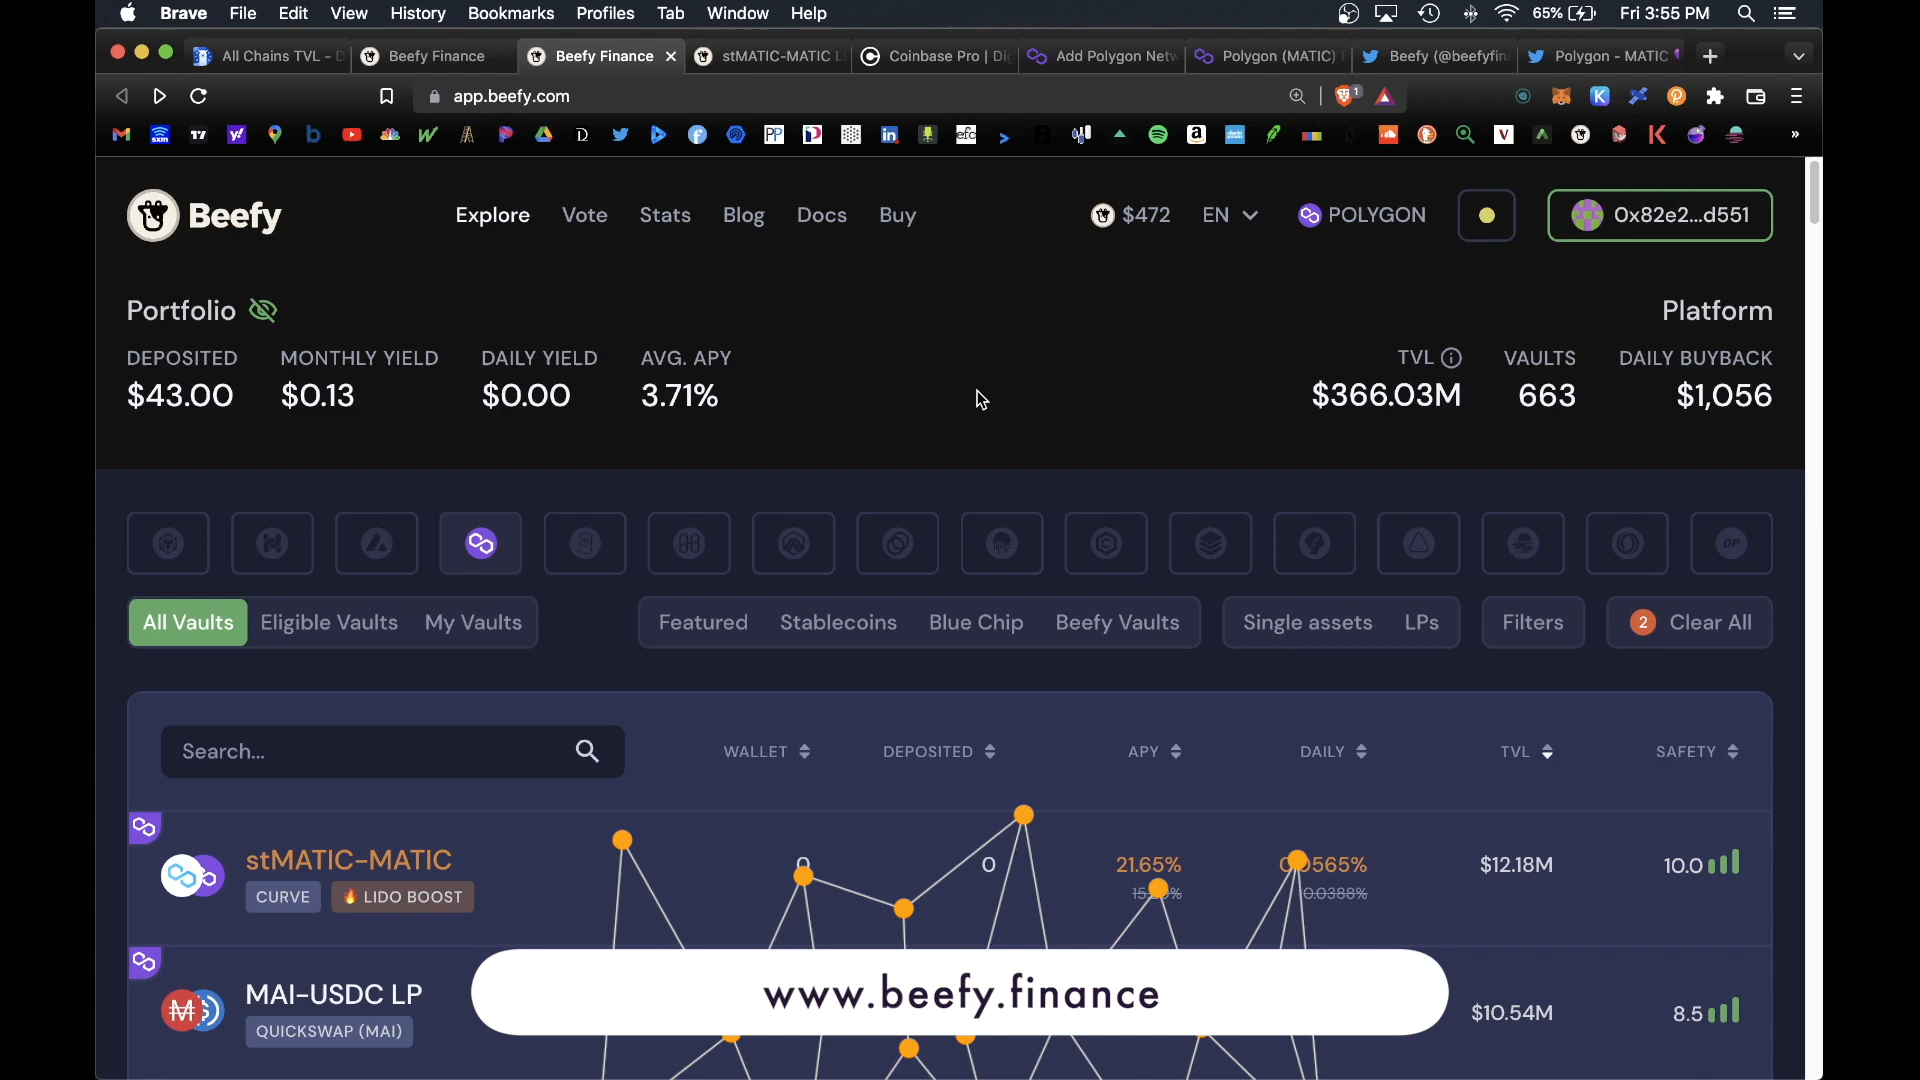 Brave File Edit View History Bookmarks Profiles Tab Window Help 65% Fri 3:55 PM
All Chains TVL - D Beefy Finance Beefy Finance stMATIC-MATIC L Coinbase Pro | Dig Add Polygon Netw Polygon (MATIC) Beefy (@beefyfin Polygon - MATIC
app.beefy.com 1
Beefy Explore Vote Stats Blog Docs Buy $472 EN POLYGON 0x82e2...d551
Portfolio Platform
DEPOSITED MONTHLY YIELD DAILY YIELD AVG. APY TVL VAULTS DAILY BUYBACK
$43.00 $0.13 $0.00 3.71% $366.03M 663 $1,056
All Vaults Eligible Vaults My Vaults Featured Stablecoins Blue Chip Beefy Vaults Single assets LPs Filters 2 Clear All
Search... WALLET DEPOSITED APY DAILY TVL SAFETY
stMATIC-MATIC 0 0 21.65% $12.18M 10.0
CURVE LIDO BOOST 0.0388%
MAI-USDC LP $10.54M 8.5
QUICKSWAP (MAI)
www.beefy.finance